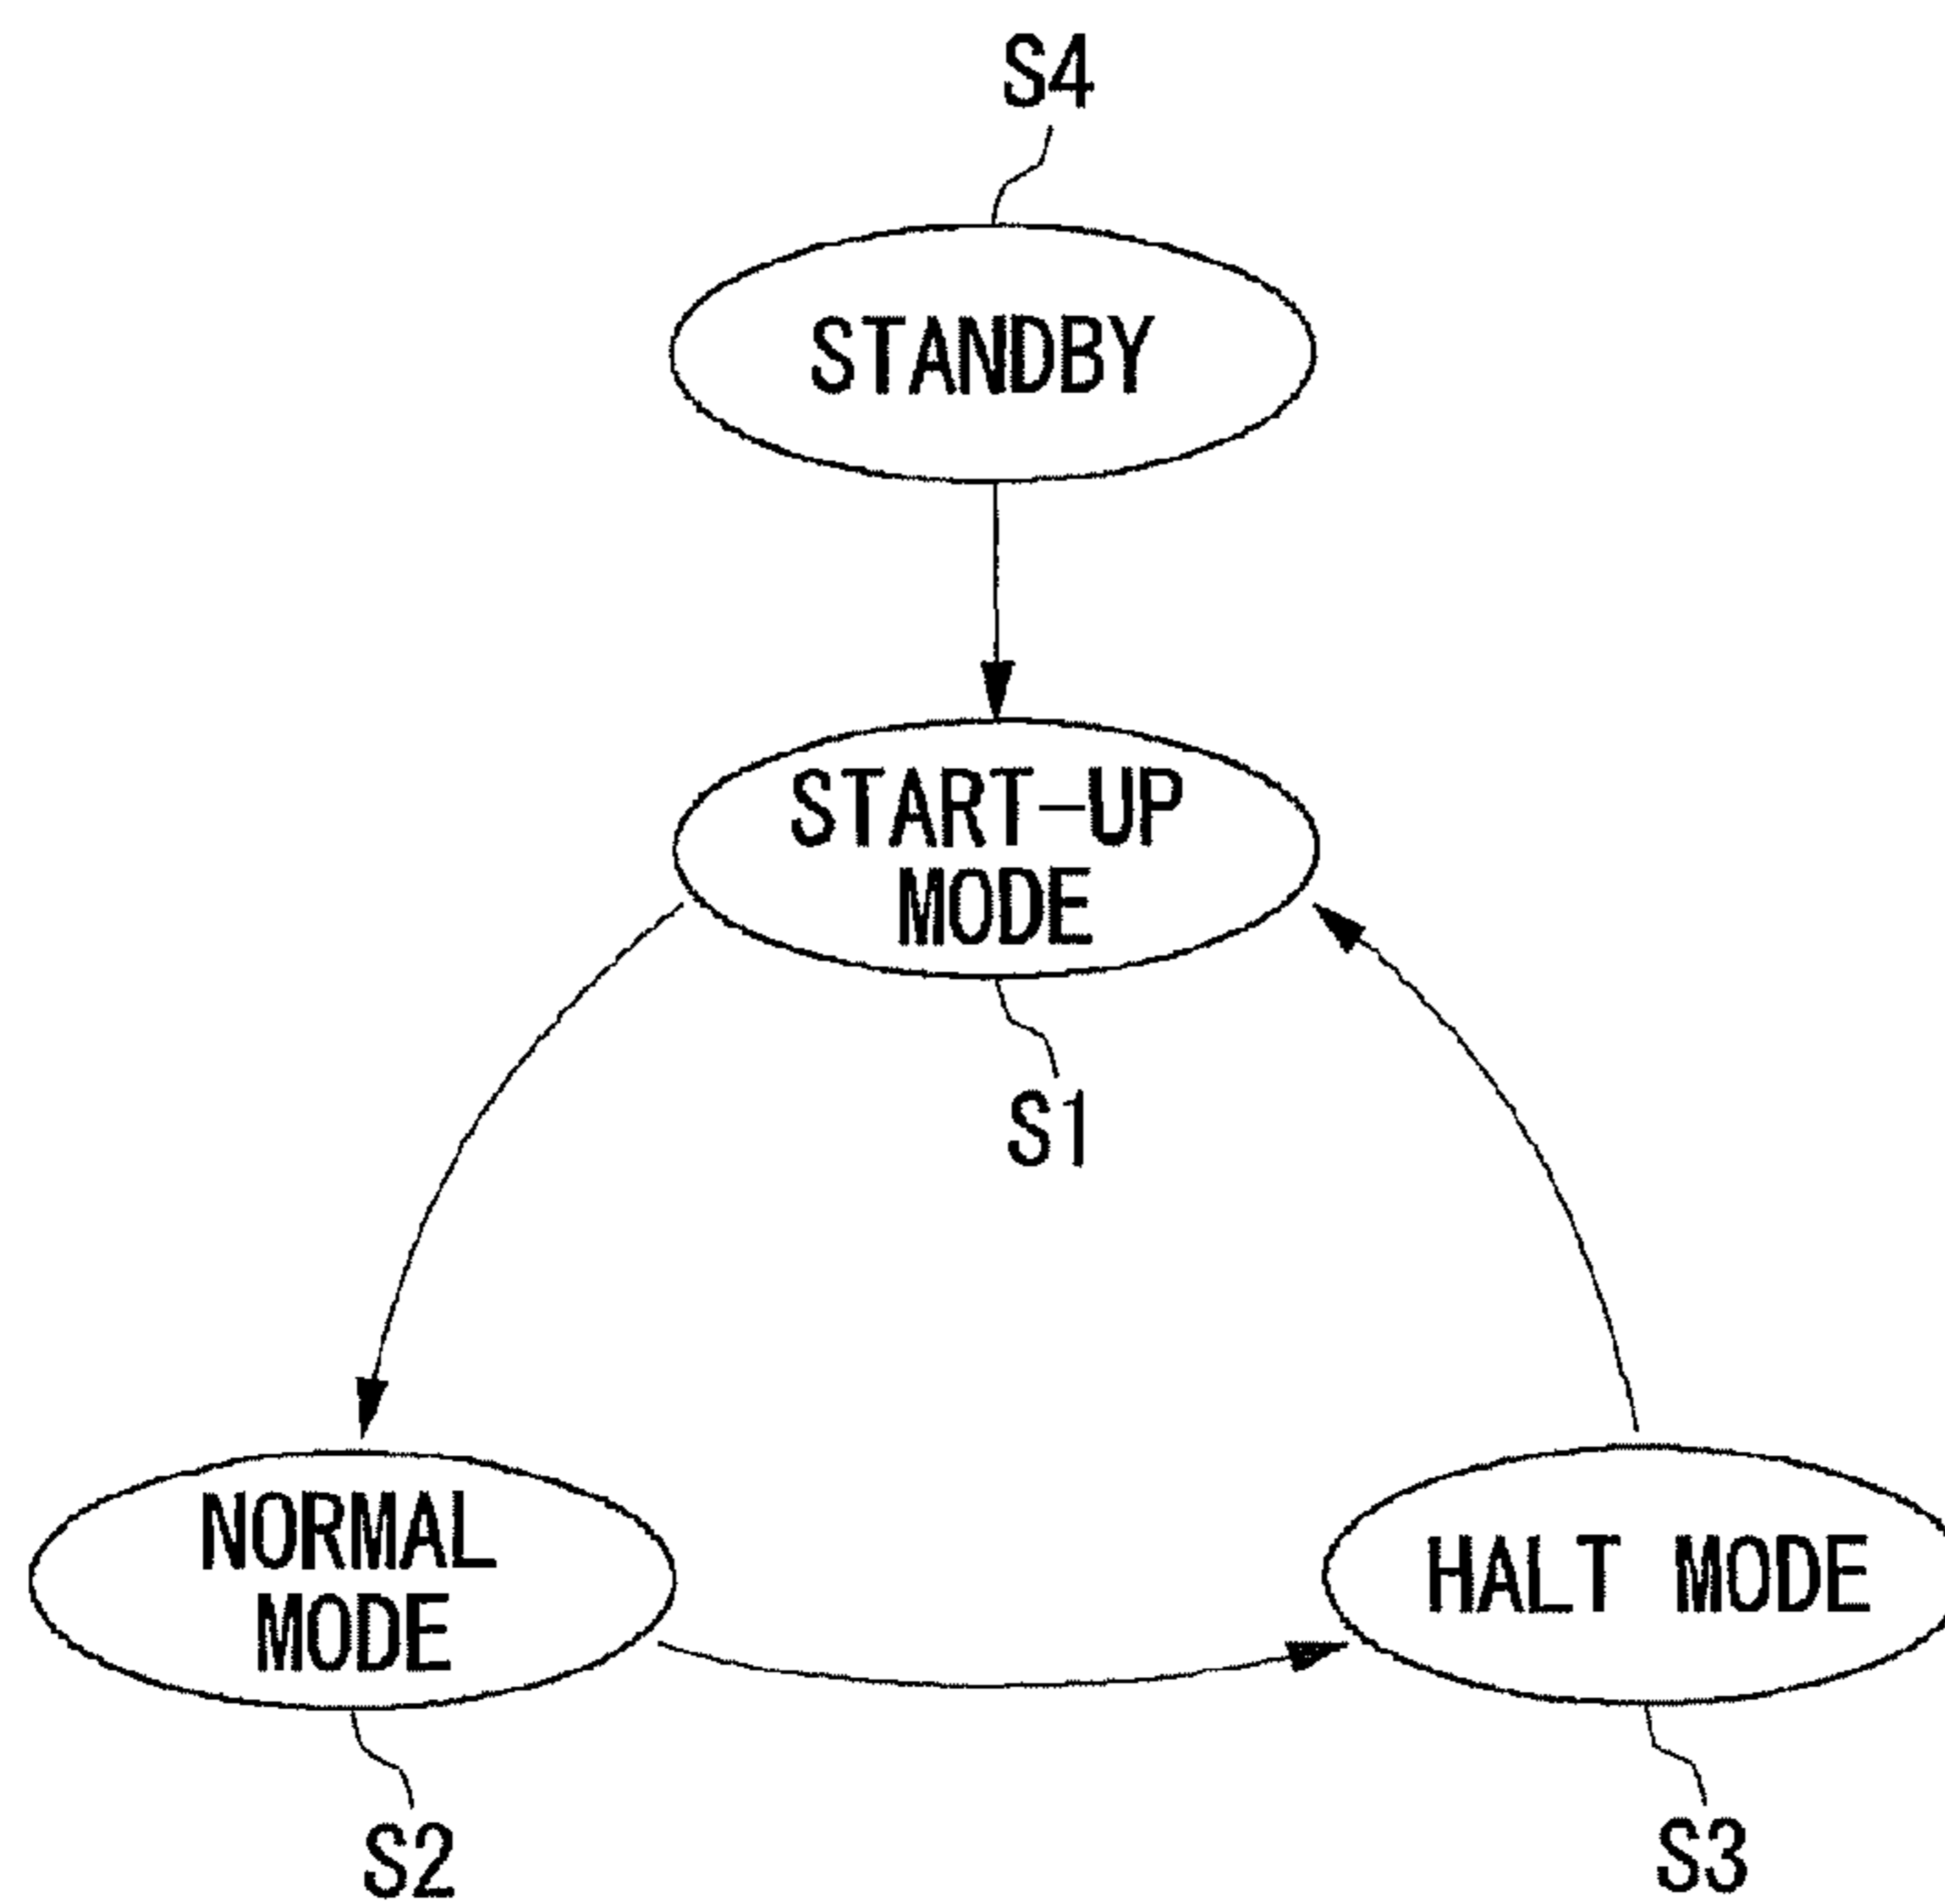 S4
STANDBY
START-UP
MODE
S1
NORMAL
MODE
HALT MODE
S2
S3